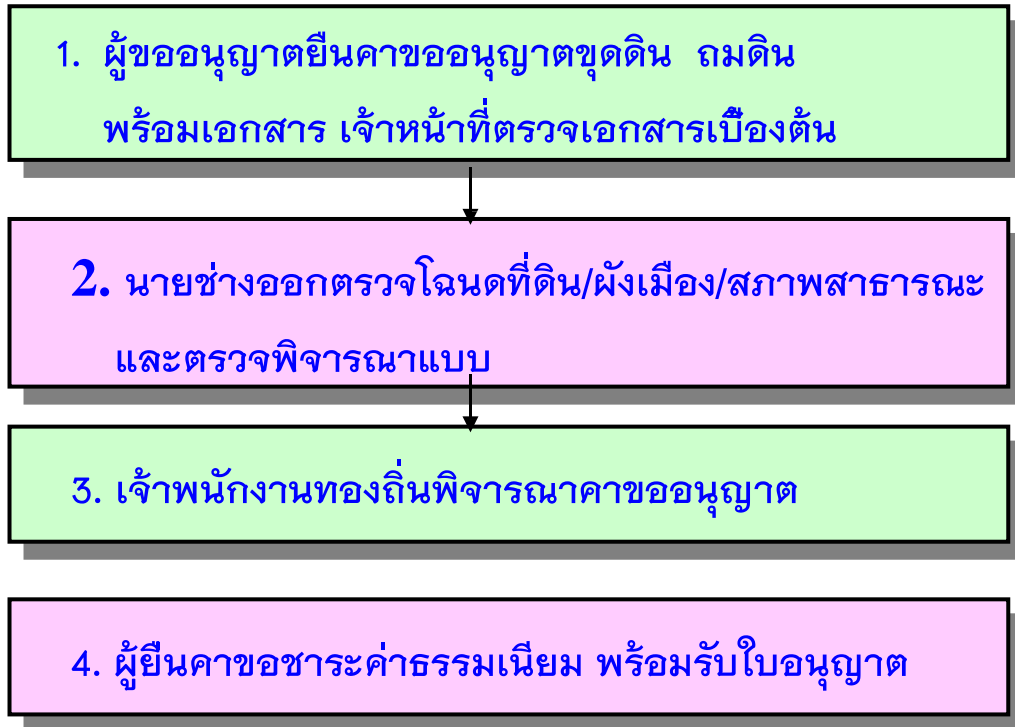 1. ผู้ขออนุญาตยืนคาขออนุญาตขุดดิน ถมดิน
พร้อมเอกสาร เจ้าหน้าที่ตรวจเอกสารเบืองต้น
2. นายช่างออกตรวจโฉนดที่ดิน/ผังเมือง/สภาพสาธารณะ
และตรวจพิจารณาแบบ
3. เจ้าพนักงานทองถิ่นพิจารณาคาขออนุญาต
4. ผู้ยืนคาขอชาระค่าธรรมเนียม พร้อมรับใบอนุญาต